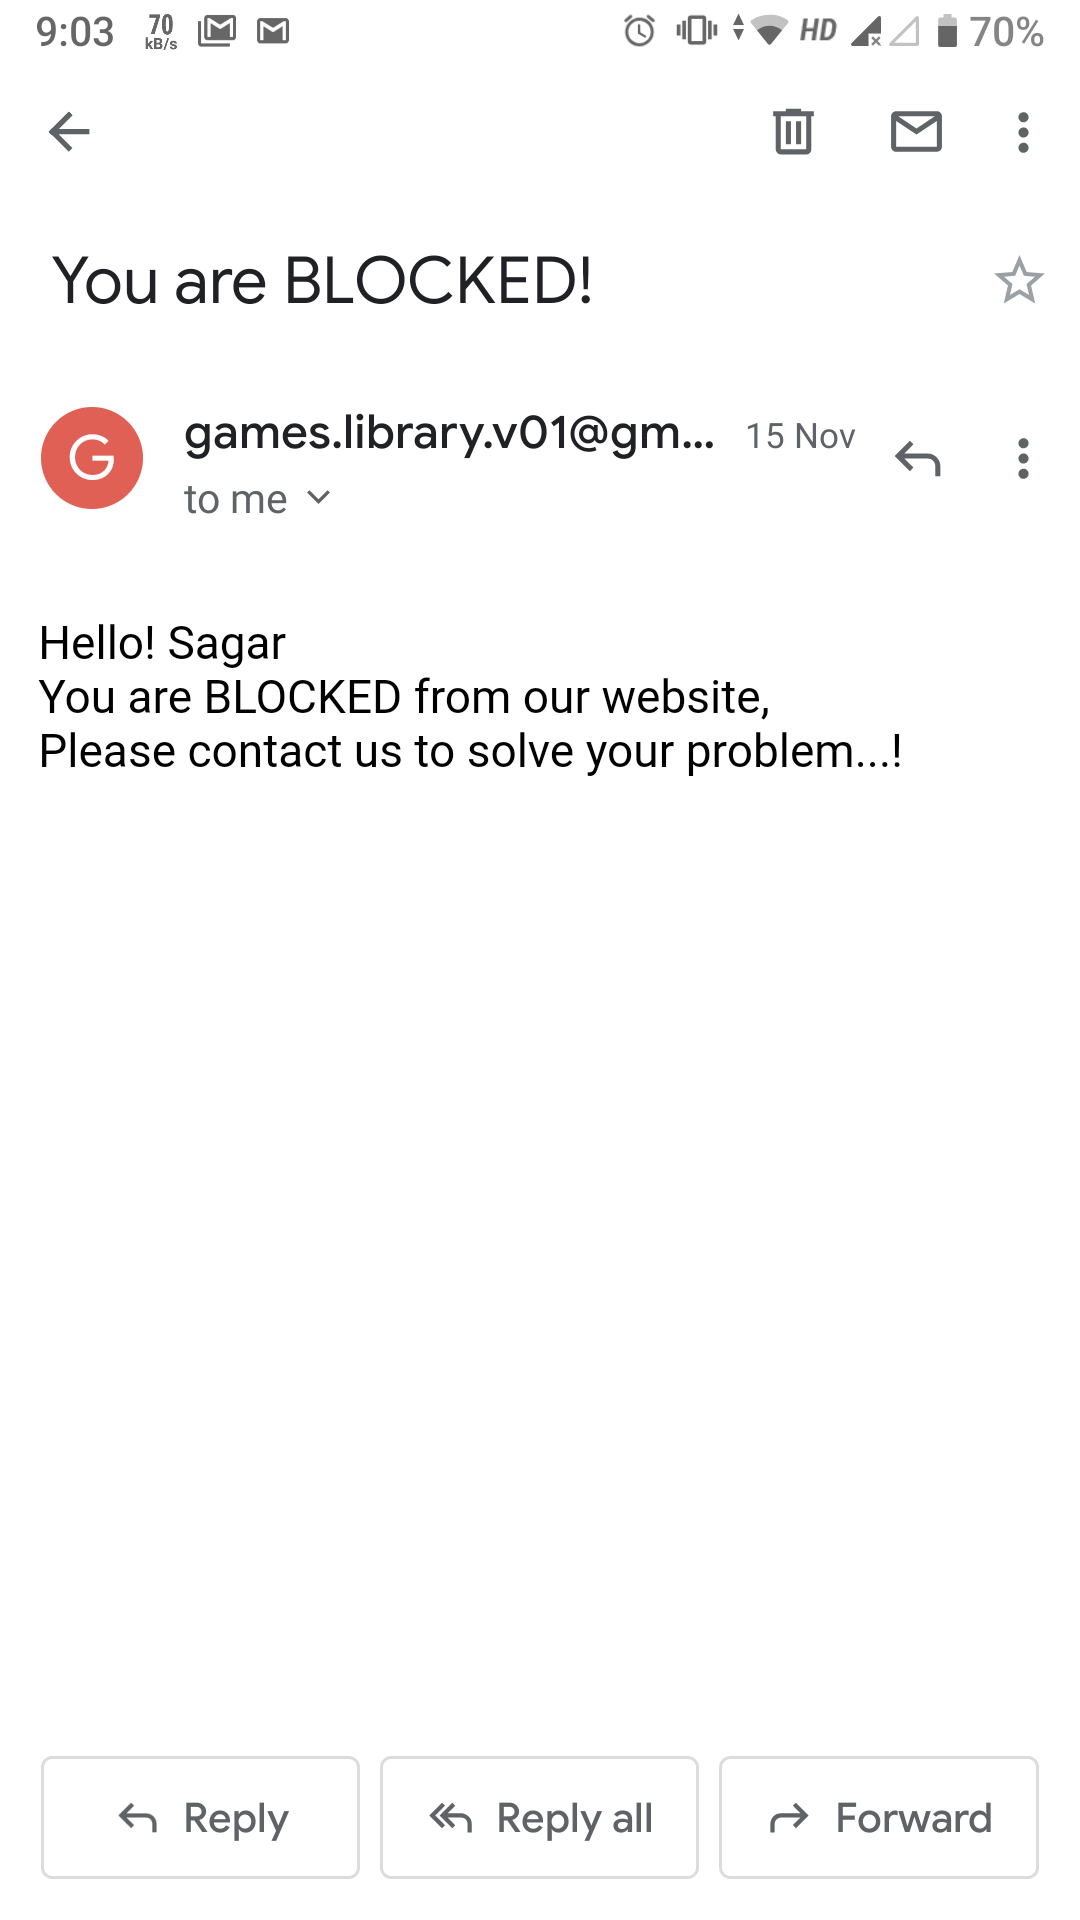 9:03 70 kB/s HD 70%
You are BLOCKED!
G games.library.v01@gm... 15 Nov
to me
Hello! Sagar
You are BLOCKED from our website,
Please contact us to solve your problem...!
Reply Reply all Forward